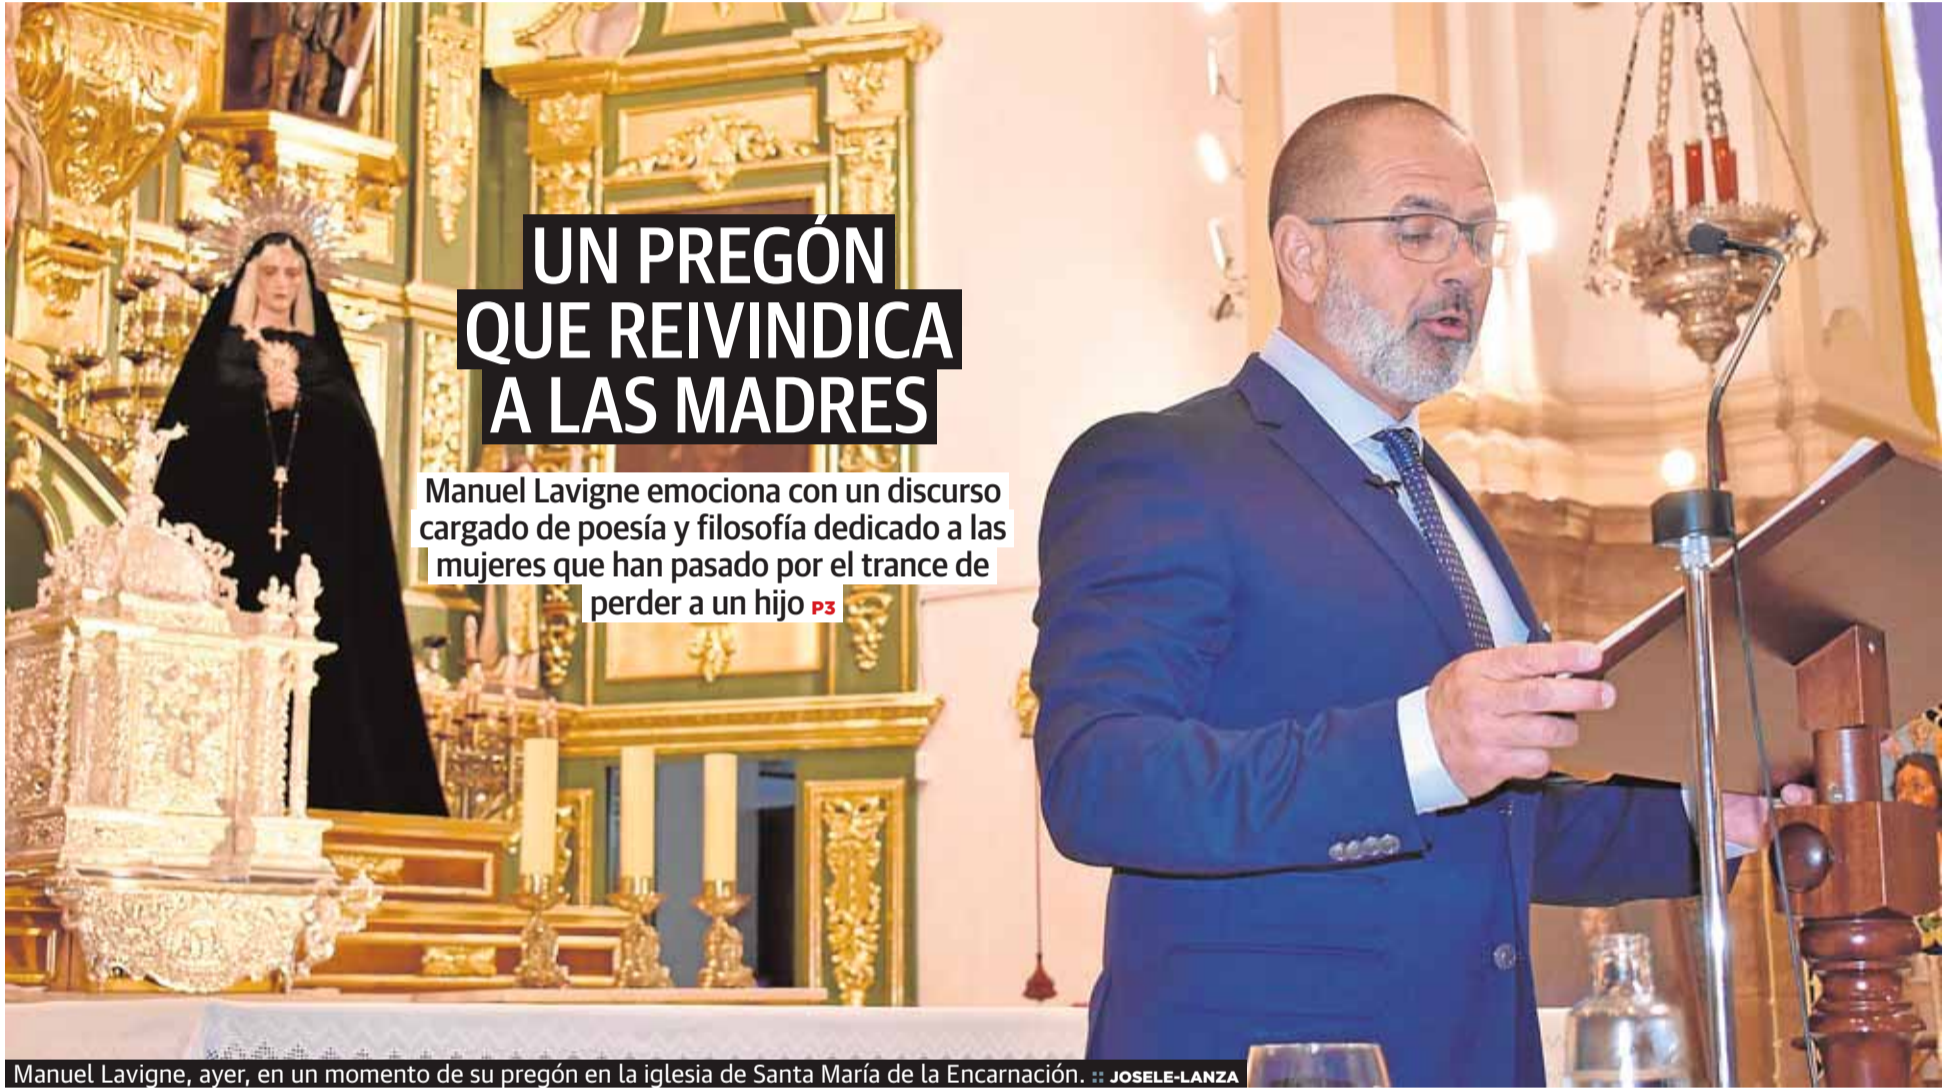 UN PREGÓN
QUE REIVINDICA
A LAS MADRES
Manuel Lavigne emociona con un discurso
cargado de poesía y filosofía dedicado a las
mujeres que han pasado por el trance de
perder a un hijo P3
Manuel Lavigne, ayer, en un momento de su pregón en la iglesia de Santa María de la Encarnación. :: JOSELE-LANZA